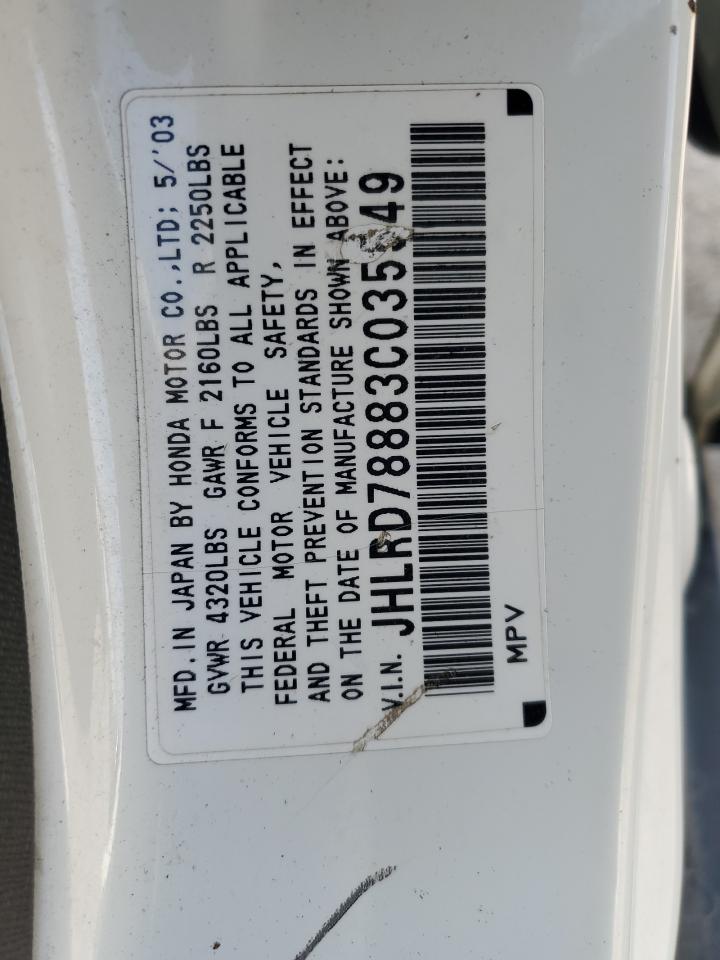 MFD.IN JAPAN BY HONDA MOTOR CO.,LTD; 5/'03
GVWR 4320LBS GAWR F 2160LBS R 2250LBS
THIS VEHICLE CONFORMS TO ALL APPLICABLE
FEDERAL MOTOR VEHICLE SAFETY,
AND THEFT PREVENTION STANDARDS IN EFFECT
ON THE DATE OF MANUFACTURE SHOWN ABOVE:
V.I.N.
MPV